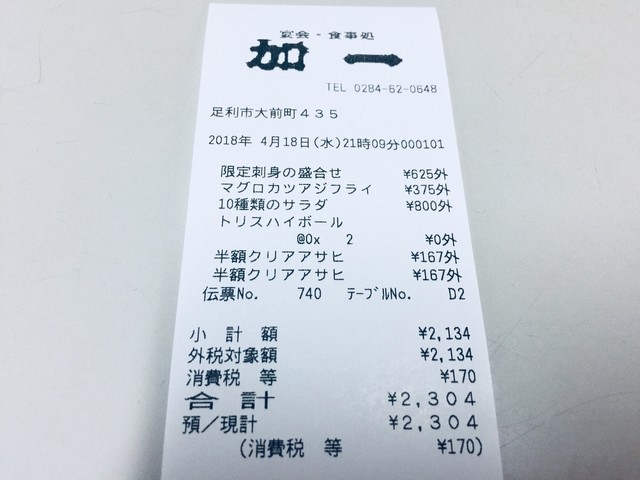 宴会・食事処
加一
TEL 0284-62-0648
足利市大前町435
2018年 4月18日(水)21時09分000101
限定刺身の盛合せ ¥625外
マグロカツアジフライ ¥375外
10種類のサラダ ¥800外
トリスハイボール
@0x 2 ¥0外
半額クリアアサヒ ¥167外
半額クリアアサヒ ¥167外
伝票No. 740 テーブルNo. D2
小計額 ¥2,134
外税対象額 ¥2,134
消費税 等 ¥170
合計 ¥2,304
預/現計 ¥2,304
(消費税 等 ¥170)